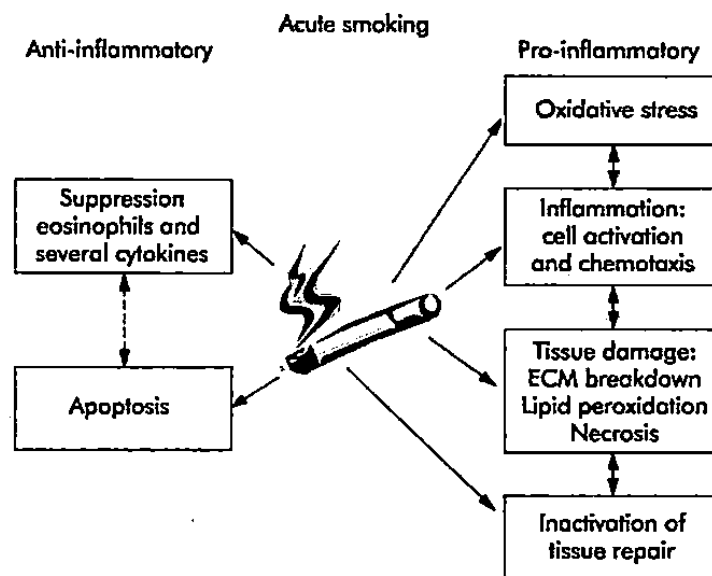 Acute smoking
Anti-inflammatory
Pro-inflammatory
Oxidative stress
Suppression
eosinophils and
several cytokines
Inflammation:
cell activation
and chemotaxis
Apoptosis
Tissue damage:
ECM breakdown
Lipid peroxidation
Necrosis
Inactivation of
tissue repair